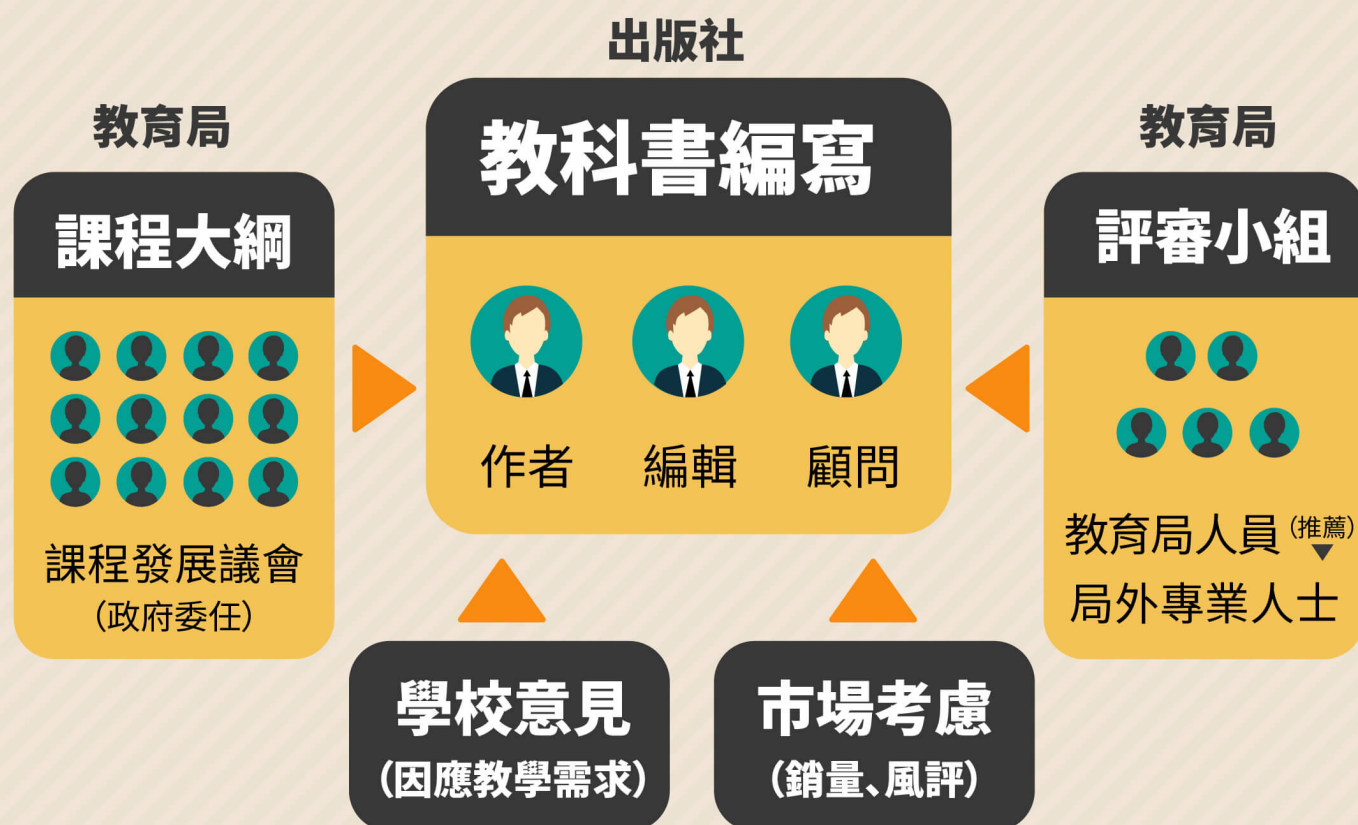 出版社
教科書編寫
作者 編輯 顧問
教育局
課程大綱
課程發展議會
(政府委任)
教育局
評審小組
教育局人員 (推薦)
局外專業人士
學校意見
(因應教學需求)
市場考慮
(銷量、風評)